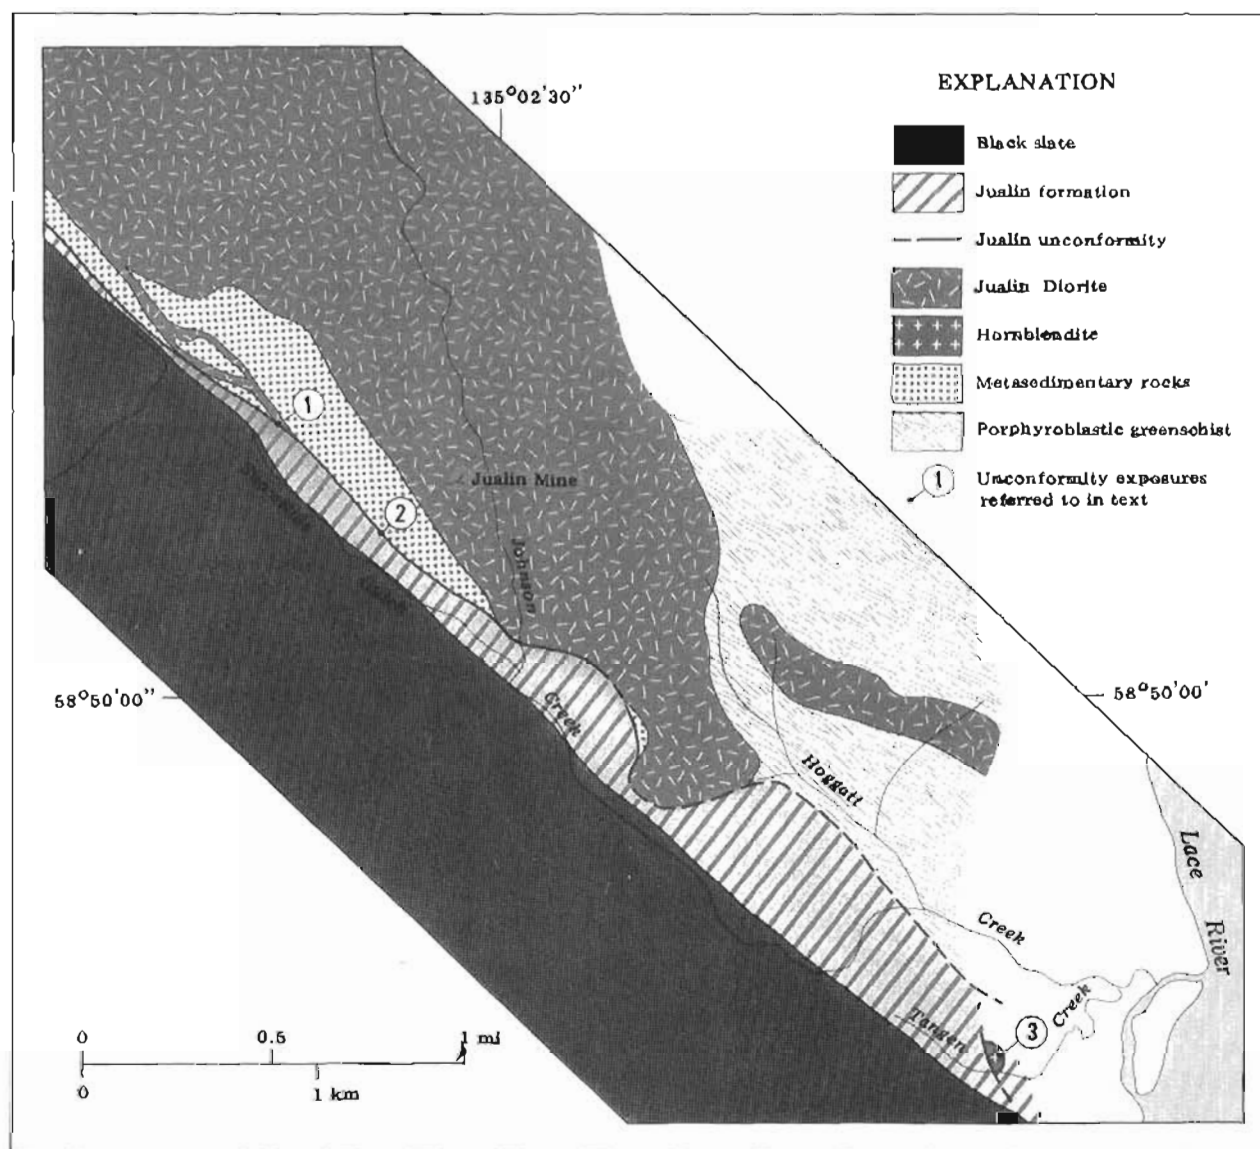 EXPLANATION
135°02'30"
Black slate
Jualin formation
Jualin unconformity
Jualin Diorite
Hornblendite
Metasedimentary rocks
Porphyroblastic greenschist
1
Unconformity exposures
referred to in text
1
Jualin Mine
2
Johnson
58°50'00"
58°50'00'
Creek
Hoggatt
Lace
River
Creek
Creek
Tangen
3
0 0.5 1 mi
0 1 km